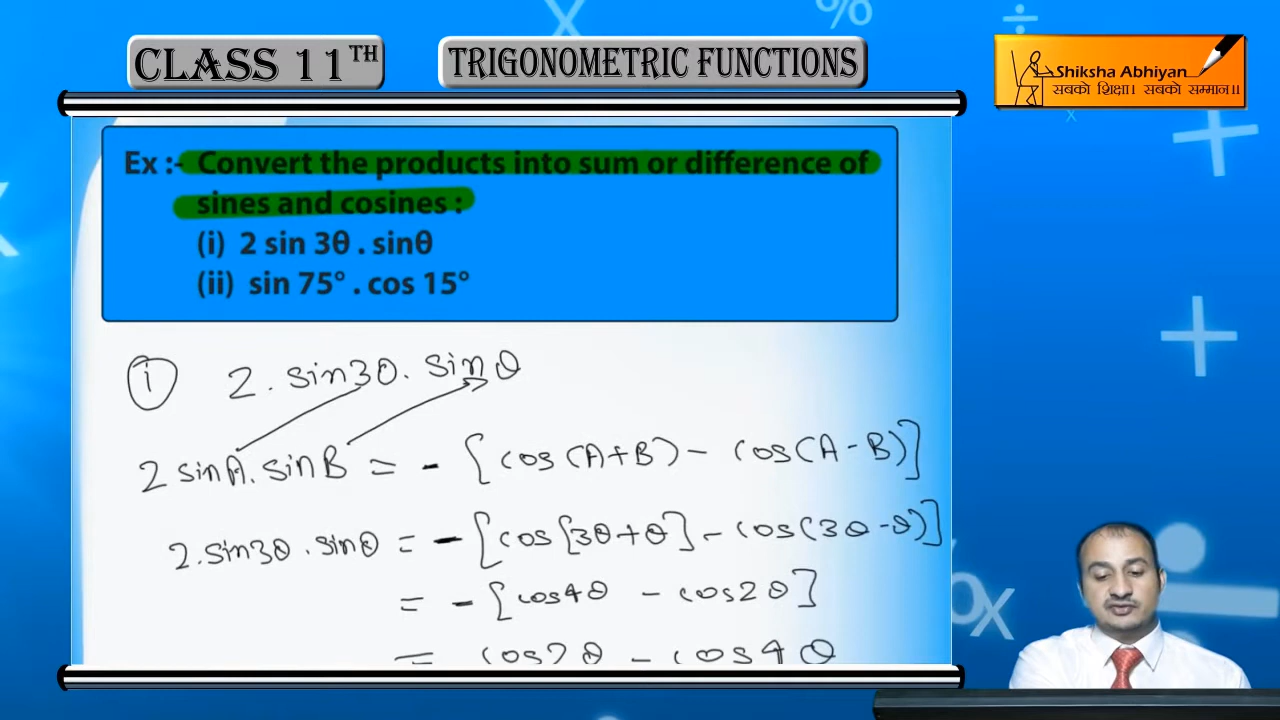 CLASS 11TH
TRIGONOMETRIC FUNCTIONS
Shiksha Abhiyan
सबको शिक्षा। सबको सम्मान॥
Ex :- Convert the products into sum or difference of
sines and cosines :
(i) 2 sin 3θ . sinθ
(ii) sin 75° . cos 15°
(i) 2 . sin3θ . sinθ
2 sinA. sinB = - [cos(A+B) - cos(A-B)]
2.sin3θ . sinθ = - [cos[3θ+θ] - cos(3θ-θ)]
= - [cos4θ - cos2θ]
= cos2θ - cos4θ